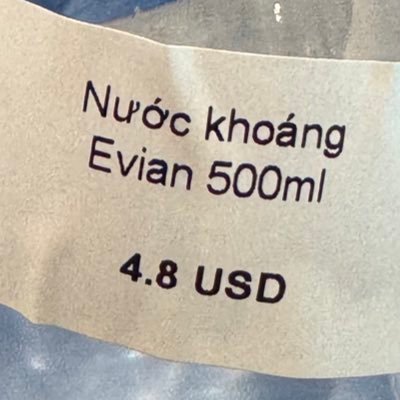 Nước khoáng
Evian 500ml
4.8 USD